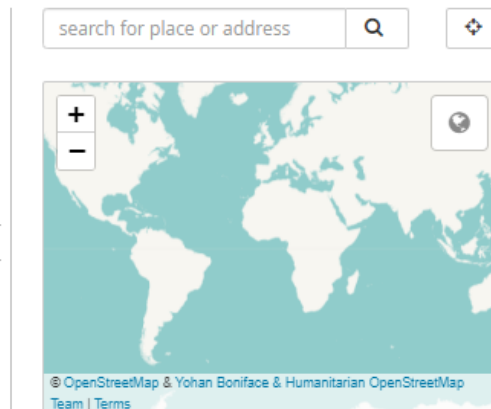 search for place or address
+
−
© OpenStreetMap & Yohan Boniface & Humanitarian OpenStreetMap
Team | Terms